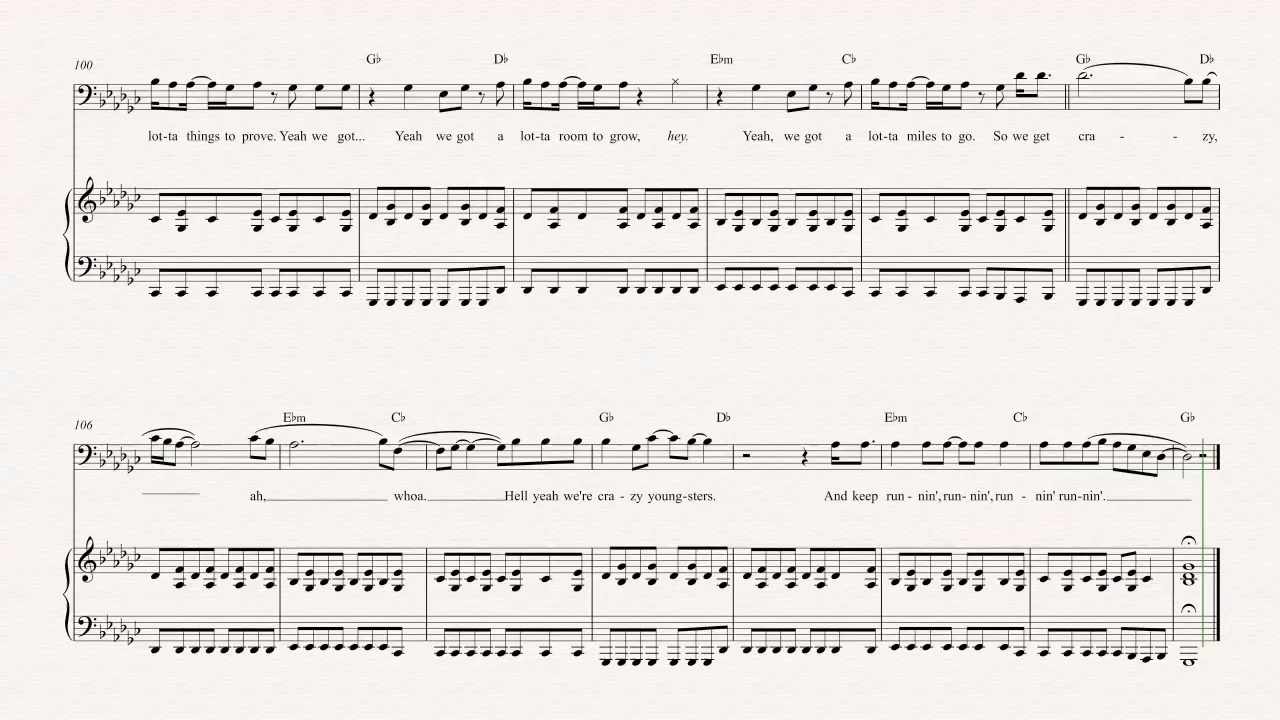 100 G♭ D♭ E♭m C♭ G♭ D♭
lot-ta things to prove. Yeah we got... Yeah we got a lot-ta room to grow, hey. Yeah, we got a lot-ta miles to go. So we get cra - - zy,
106 E♭m C♭ G♭ D♭ E♭m C♭ G♭
ah, whoa. Hell yeah we're cra - zy young-sters. And keep run - nin', run- nin', run - nin' run-nin'.